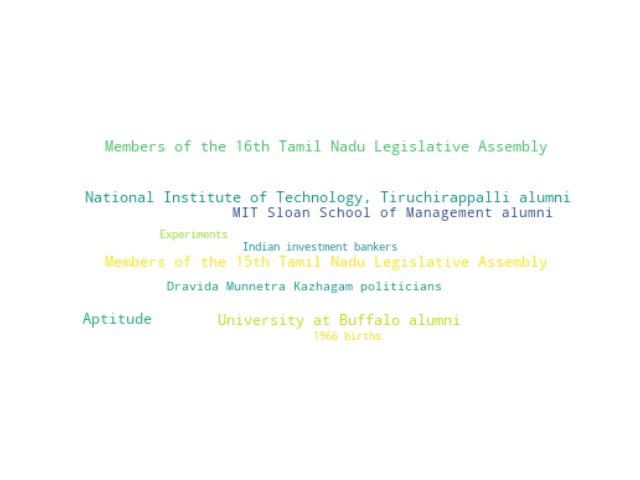 Members of the 16th Tamil Nadu Legislative Assembly
National Institute of Technology, Tiruchirappalli alumni
MIT Sloan School of Management alumni
Experiments
Indian investment bankers
Members of the 15th Tamil Nadu Legislative Assembly
Dravida Munnetra Kazhagam politicians
Aptitude
University at Buffalo alumni
1966 births